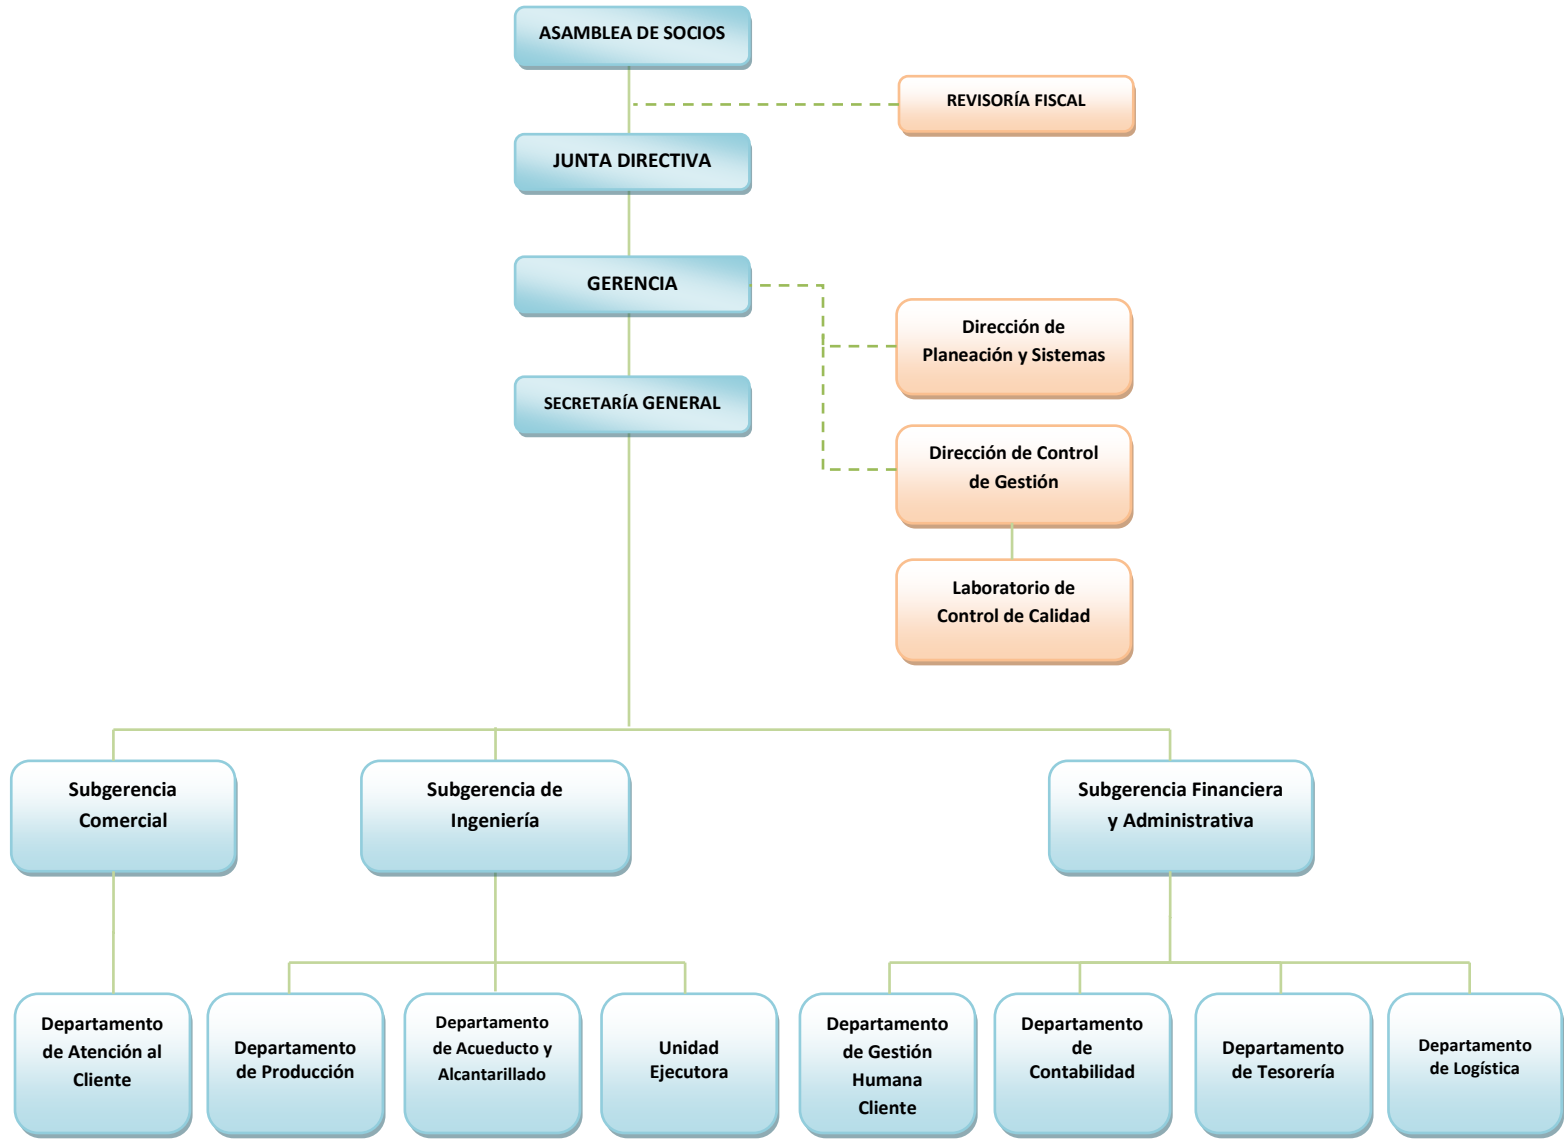 ASAMBLEA DE SOCIOS
REVISORÍA FISCAL
JUNTA DIRECTIVA
GERENCIA
Dirección de
Planeación y Sistemas
SECRETARÍA GENERAL
Dirección de Control
de Gestión
Laboratorio de
Control de Calidad
Subgerencia
Comercial
Subgerencia de
Ingeniería
Subgerencia Financiera
y Administrativa
Departamento
de Atención al
Cliente
Departamento
de Producción
Departamento
de Acueducto y
Alcantarillado
Unidad
Ejecutora
Departamento
de Gestión
Humana
Cliente
Departamento
de
Contabilidad
Departamento
de Tesorería
Departamento
de Logística